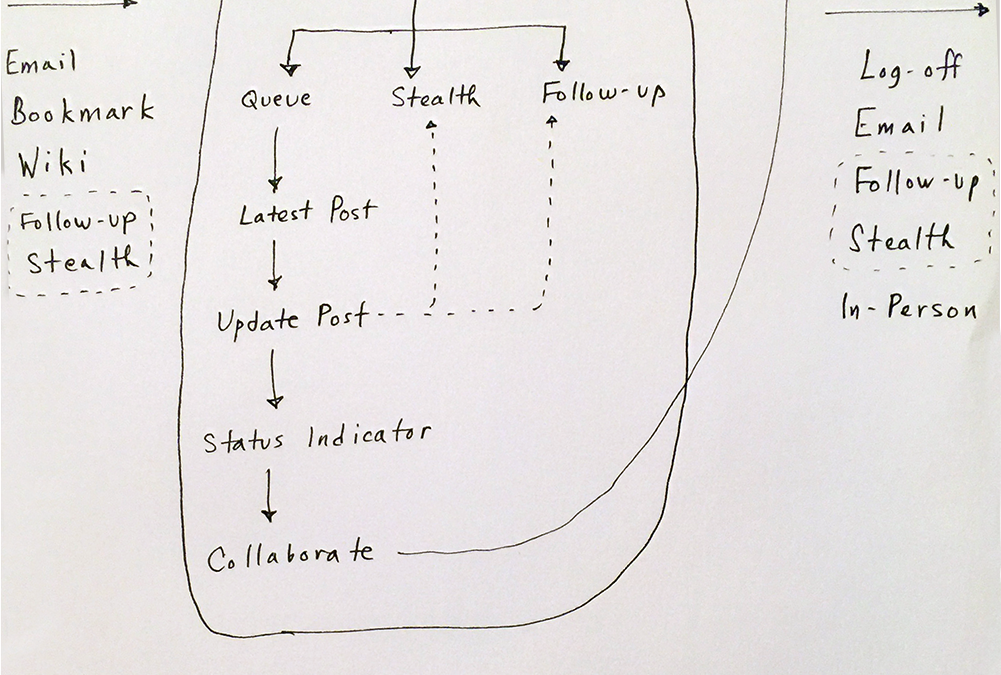 Email
Bookmark
Wiki
Follow-up
Stealth
Queue
Stealth
Follow-up
Latest Post
Update Post
Status Indicator
Collaborate
Log-off
Email
Follow-up
Stealth
In-Person